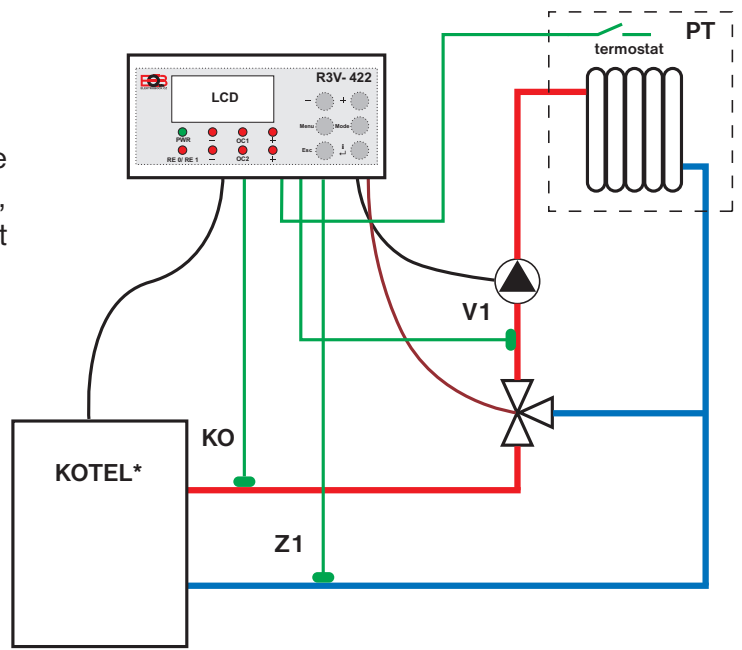 PT
termostat
R3V- 422
LCD
– +
PWR – OC1 +
Menu Mode
RE 0/ RE 1 – OC2 +
Esc i
e
,
t
V1
KO
KOTEL*
Z1